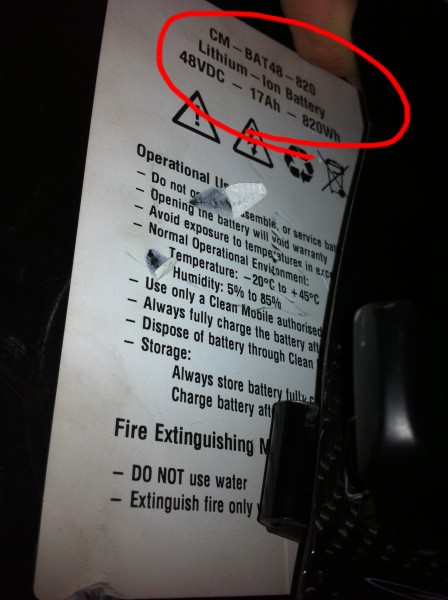 CM-BAT48-820
Lithium-Ion Battery
48VDC - 17Ah - 820Wh
Operational
- Do not or service
- Opening the battery will void warranty
- Avoid exposure to temperatures in
- Normal Operational Environment:
Temperature: -20°C to +45°C
Humidity: 5% to 85%
- Use only a Clean Mobile authorised
- Always fully charge the battery
- Dispose of battery through Clean
- Storage:
Always store battery fully
Charge battery
Fire Extinguishing
- DO NOT use water
- Extinguish fire only